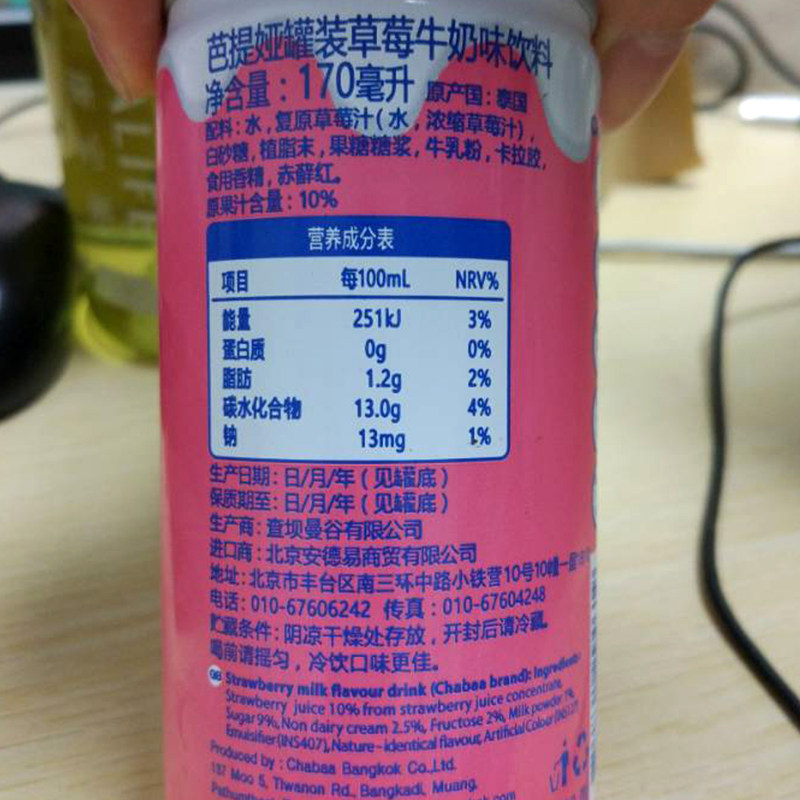 芭提娅罐装草莓牛奶味饮料
净含量：170毫升 原产国：泰国
配料：水，复原草莓汁（水，浓缩草莓汁），
白砂糖，植脂末，果糖糖浆，牛乳粉，卡拉胶，
食用香精，赤藓红。
原果汁含量：10%
营养成分表
项目 每100mL NRV%
能量 251kJ 3%
蛋白质 0g 0%
脂肪 1.2g 2%
碳水化合物 13.0g 4%
钠 13mg 1%
生产日期：日/月/年（见罐底）
保质期至：日/月/年（见罐底）
生产商：查坝曼谷有限公司
进口商：北京安德易商贸有限公司
地址：北京市丰台区南三环中路小铁营10号10幢一层
电话：010-67606242 传真：010-67604248
贮藏条件：阴凉干燥处存放，开封后请冷藏。
喝前请摇匀，冷饮口味更佳。
GB Strawberry milk flavour drink (Chabaa brand): Ingredients:
Strawberry juice 10% from strawberry juice concentrate,
Sugar 9%, Non dairy cream 2.5%, Fructose 2%, Milk powder 1%,
Emulsifier (INS407), Nature-identical flavour, Artificial Colour (INS127)
Produced by : Chabaa Bangkok Co.,Ltd.
137 Moo 5, Tiwanon Rd., Bangkadi, Muang,